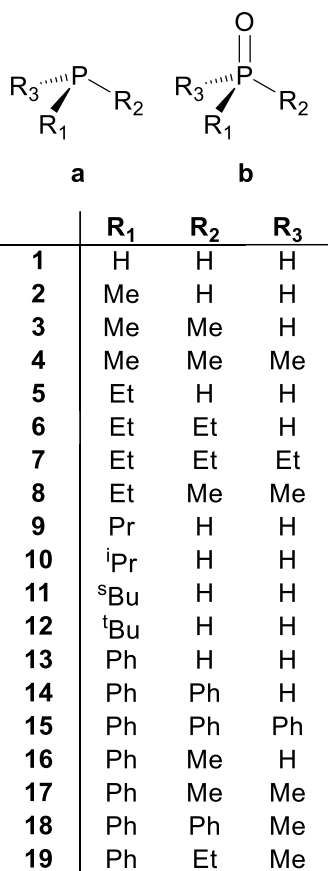 O
P P
R3 R2 R3 R2
R1 R1
a b
R1 R2 R3
1 H H H
2 Me H H
3 Me Me H
4 Me Me Me
5 Et H H
6 Et Et H
7 Et Et Et
8 Et Me Me
9 Pr H H
10 iPr H H
11 sBu H H
12 tBu H H
13 Ph H H
14 Ph Ph H
15 Ph Ph Ph
16 Ph Me H
17 Ph Me Me
18 Ph Ph Me
19 Ph Et Me